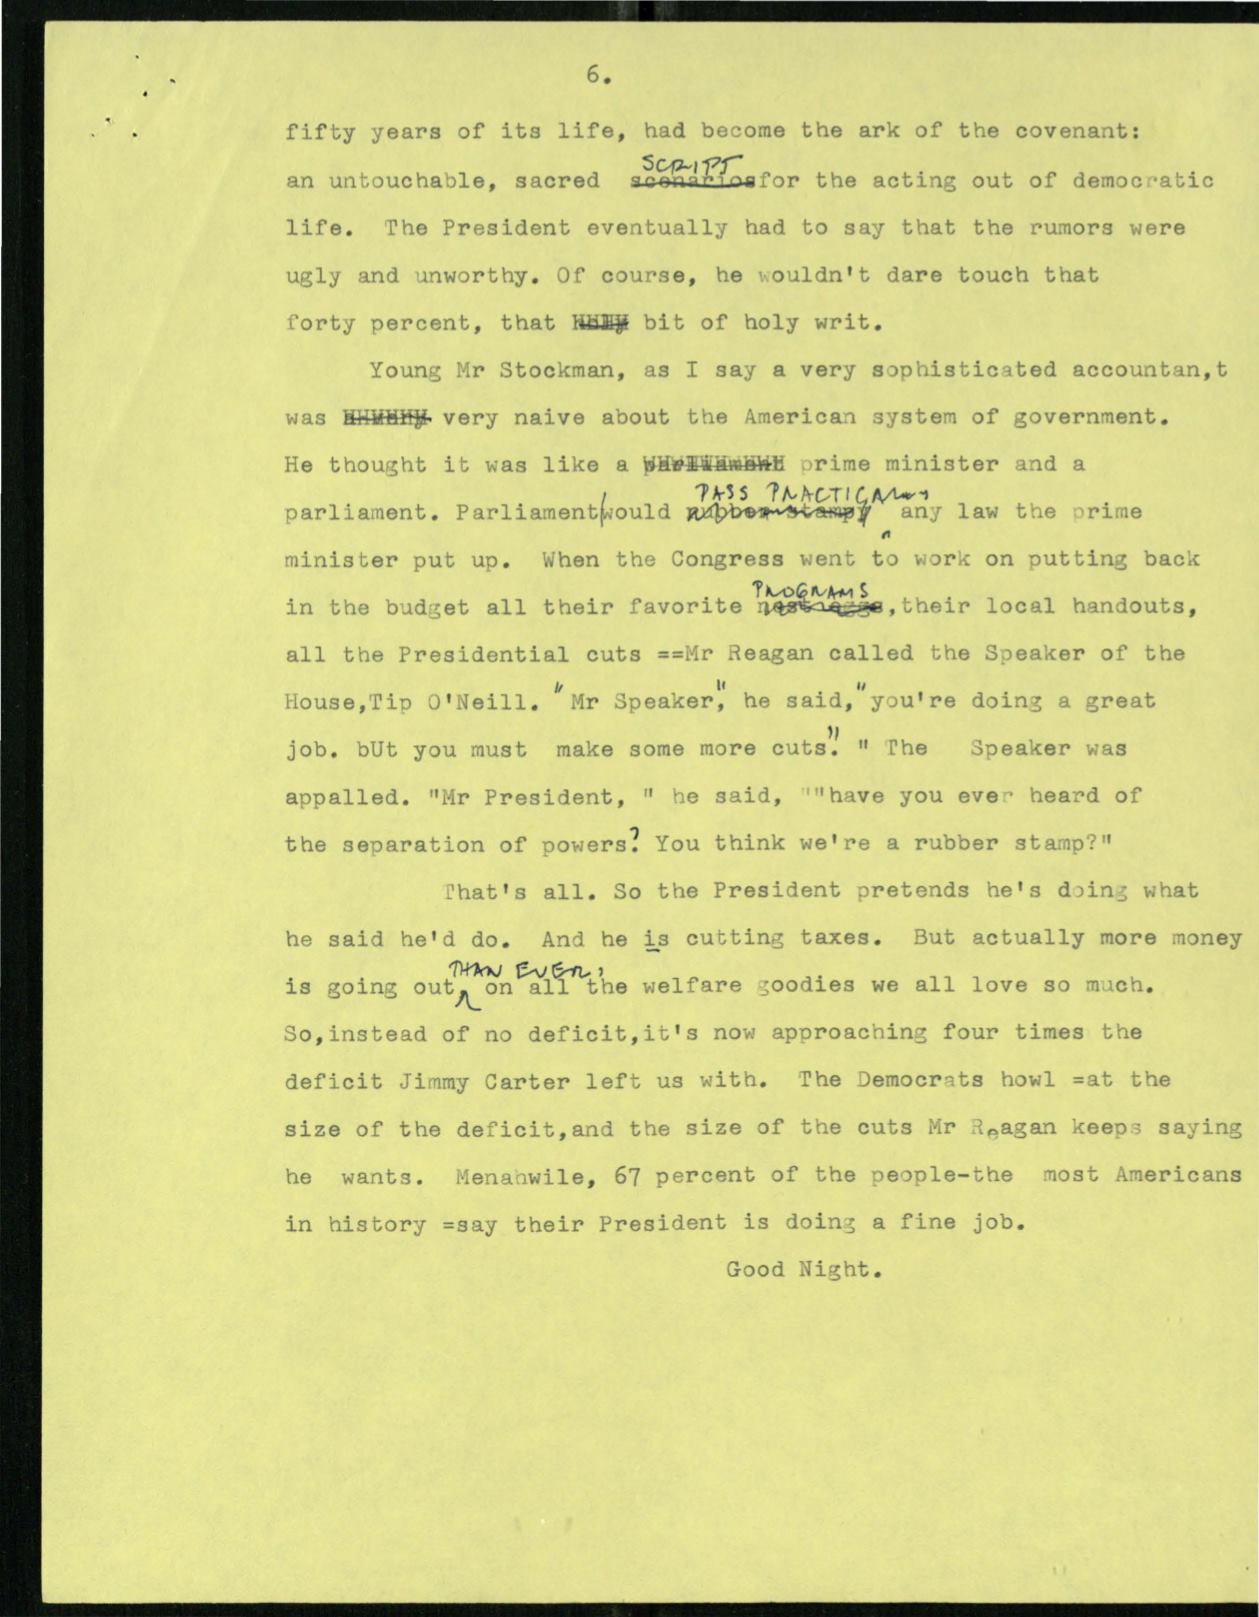 6.
fifty years of its life, had become the ark of the covenant:
SCRIPT
an untouchable, sacred scenariosfor the acting out of democratic
life. The President eventually had to say that the rumors were
ugly and unworthy. Of course, he wouldn't dare touch that
forty percent, that bit of holy writ.
Young Mr Stockman, as I say a very sophisticated accountan,t
was very naive about the American system of government.
He thought it was like a parliament prime minister and a
PASS PRACTICALLY
parliament. Parliament/would rubber stampy any law the prime
minister put up. When the Congress went to work on putting back
PROGRAMS
in the budget all their favorite nest eggs,their local handouts,
all the Presidential cuts ==Mr Reagan called the Speaker of the
House,Tip O'Neill. "Mr Speaker," he said,"you're doing a great
job. bUt you must make some more cuts." " The Speaker was
appalled. "Mr President, " he said, ""have you ever heard of
the separation of powers? You think we're a rubber stamp?"
That's all. So the President pretends he's doing what
he said he'd do. And he is cutting taxes. But actually more money
THAN EVER,
is going out, on all the welfare goodies we all love so much.
So,instead of no deficit,it's now approaching four times the
deficit Jimmy Carter left us with. The Democrats howl =at the
size of the deficit,and the size of the cuts Mr Reagan keeps saying
he wants. Menahwile, 67 percent of the people-the most Americans
in history =say their President is doing a fine job.
Good Night.